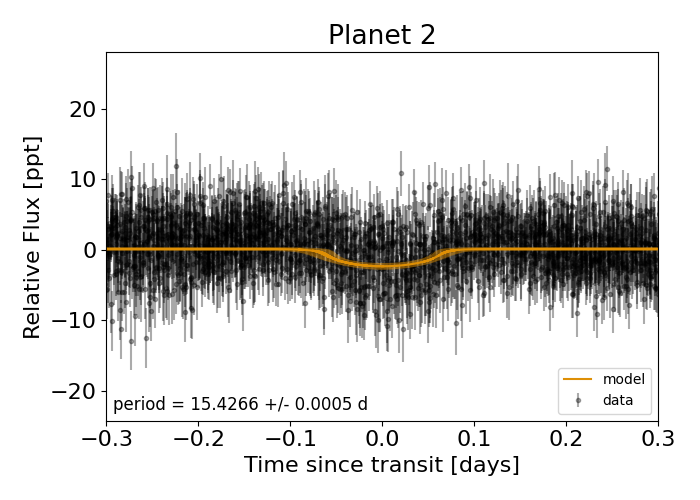 Planet 2
Relative Flux [ppt]
20
10
0
−10
−20
period = 15.4266 +/- 0.0005 d
model
data
−0.3 −0.2 −0.1 0.0 0.1 0.2 0.3
Time since transit [days]